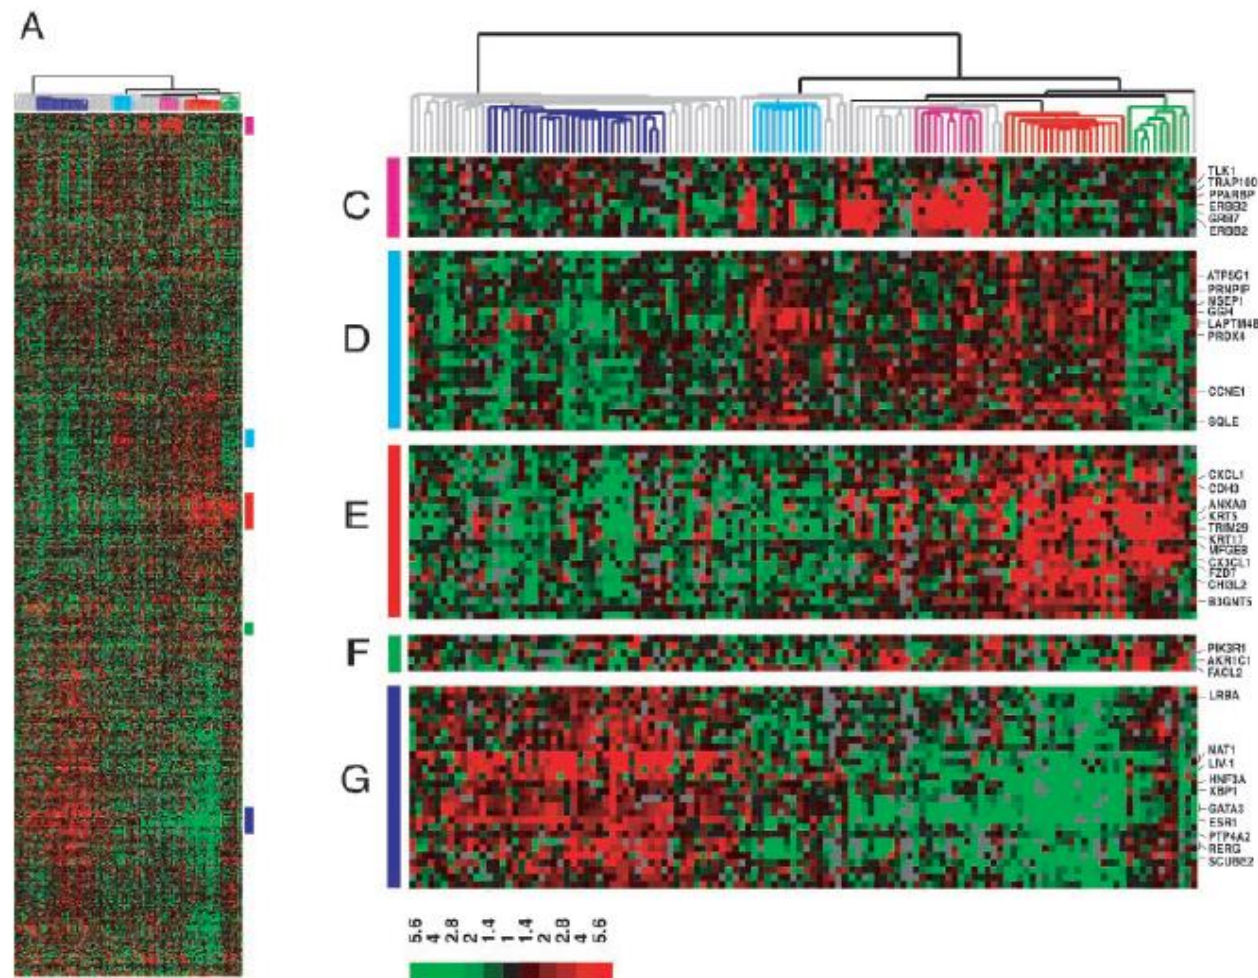 A
C
TLK1
TRAP100
PPARBP
ERBB2
GRB7
ERBB2
D
ATP5G1
PRNPIP
NSEP1
GGH
LAPTM4B
PRDX4
CCNE1
SQLE
E
CXCL1
CDH3
ANXA8
KRT5
TRIM29
KRT17
MFGE8
CX3CL1
FZD7
CHI3L2
B3GNT5
F
PIK3R1
AKR1C1
FACL2
G
LRBA
NAT1
LIV-1
HNF3A
XBP1
GATA3
ESR1
PTP4A2
RERG
SCUBE2
5.6 4 2.8 2 1.4 1 1.4 2 2.8 4 5.6